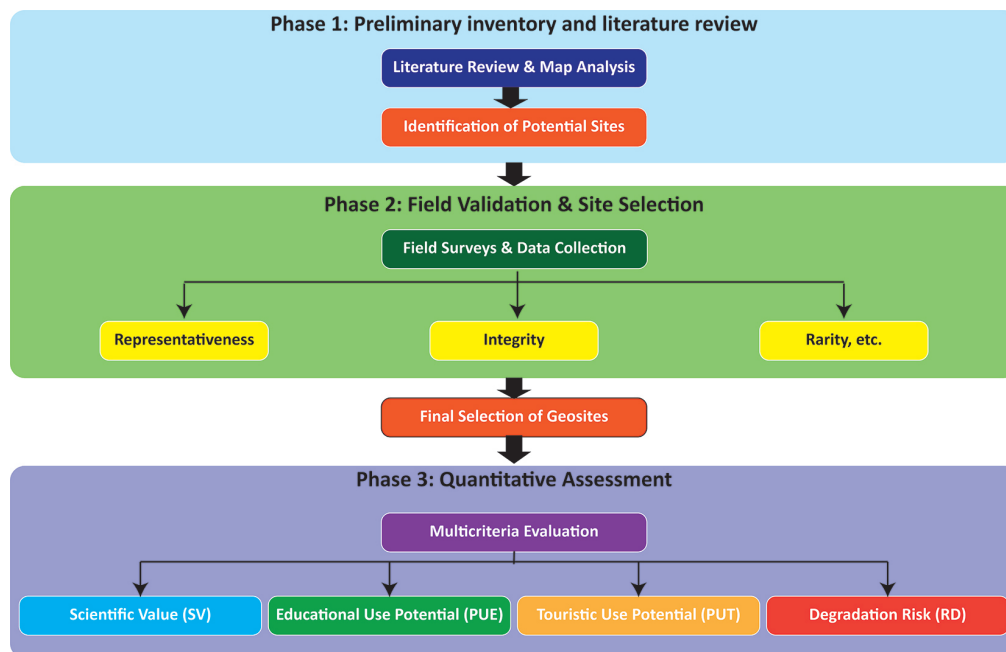 Phase 1: Preliminary inventory and literature review
Literature Review & Map Analysis
Identification of Potential Sites
Phase 2: Field Validation & Site Selection
Field Surveys & Data Collection
Representativeness
Integrity
Rarity, etc.
Final Selection of Geosites
Phase 3: Quantitative Assessment
Multicriteria Evaluation
Scientific Value (SV)
Educational Use Potential (PUE)
Touristic Use Potential (PUT)
Degradation Risk (RD)